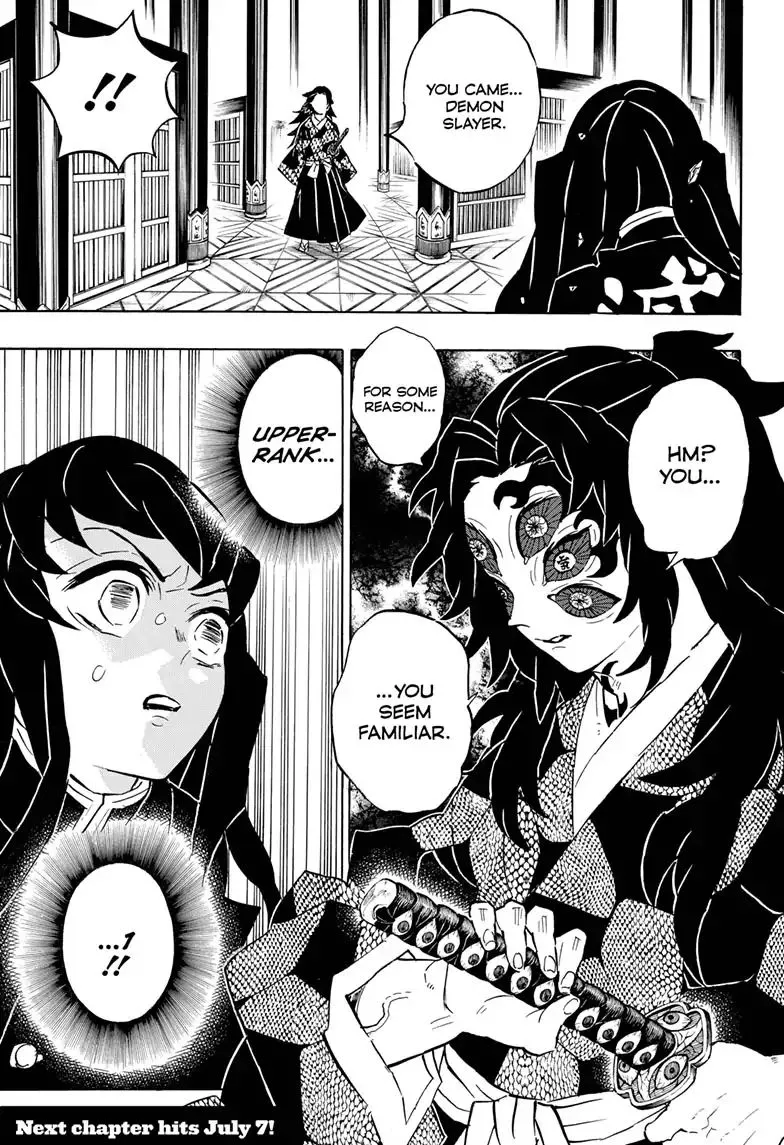 YOU CAME...
DEMON
SLAYER.
!!
HM?
YOU...
FOR SOME
REASON...
...YOU
SEEM
FAMILIAR.
UPPER-
RANK...
...1
!!
Next chapter hits July 7!